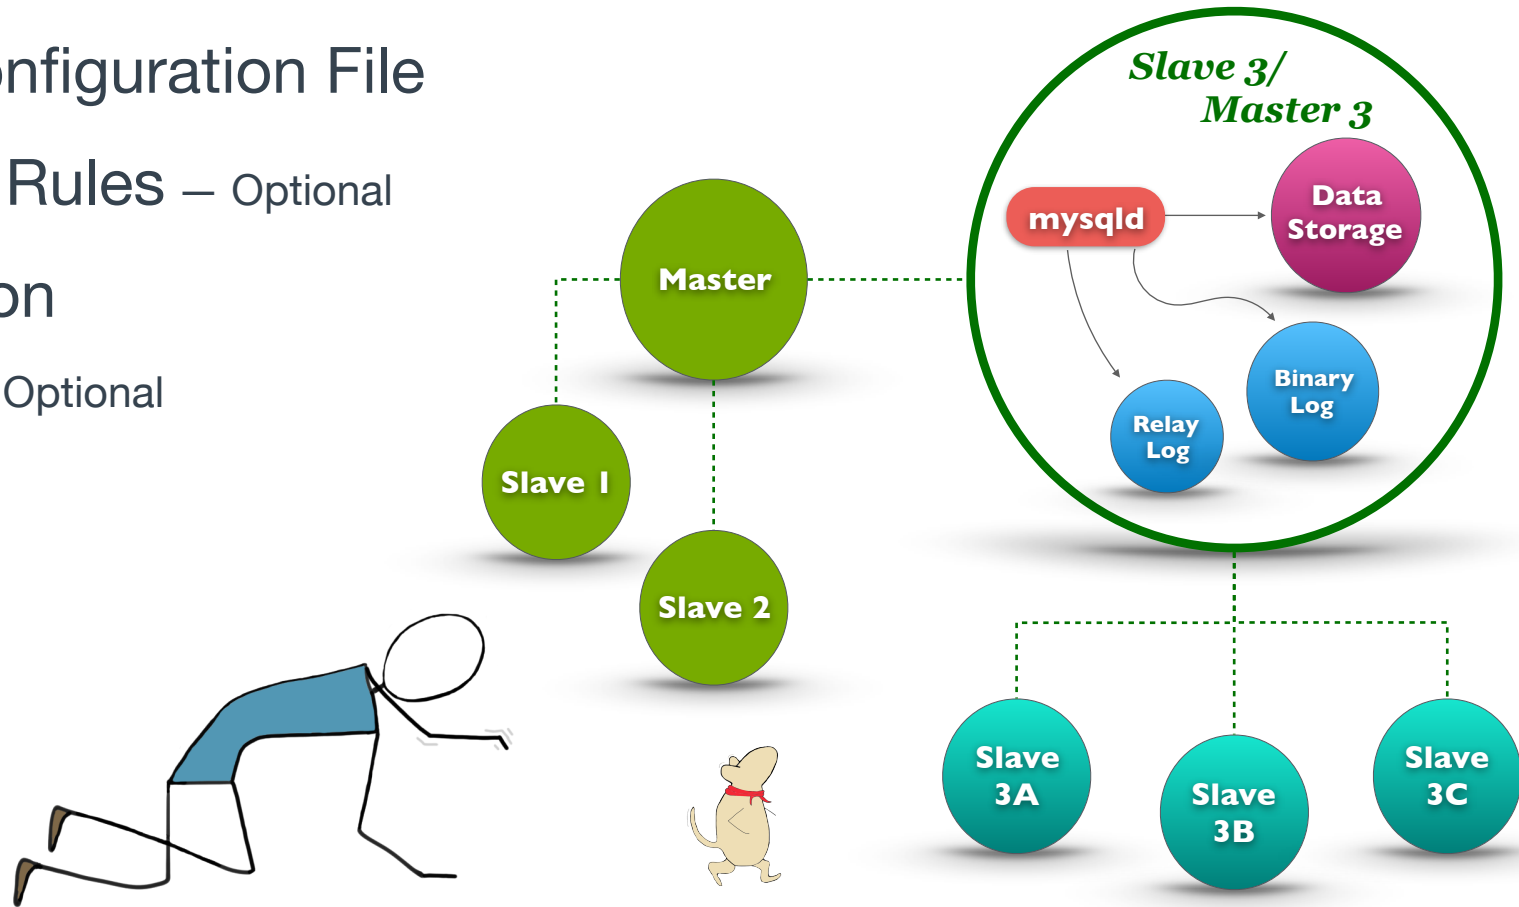 onfiguration File
Rules – Optional
on
Optional
Master
Slave 1
Slave 2
Slave 3/
Master 3
mysqld
Data
Storage
Binary
Log
Relay
Log
Slave
3A
Slave
3B
Slave
3C